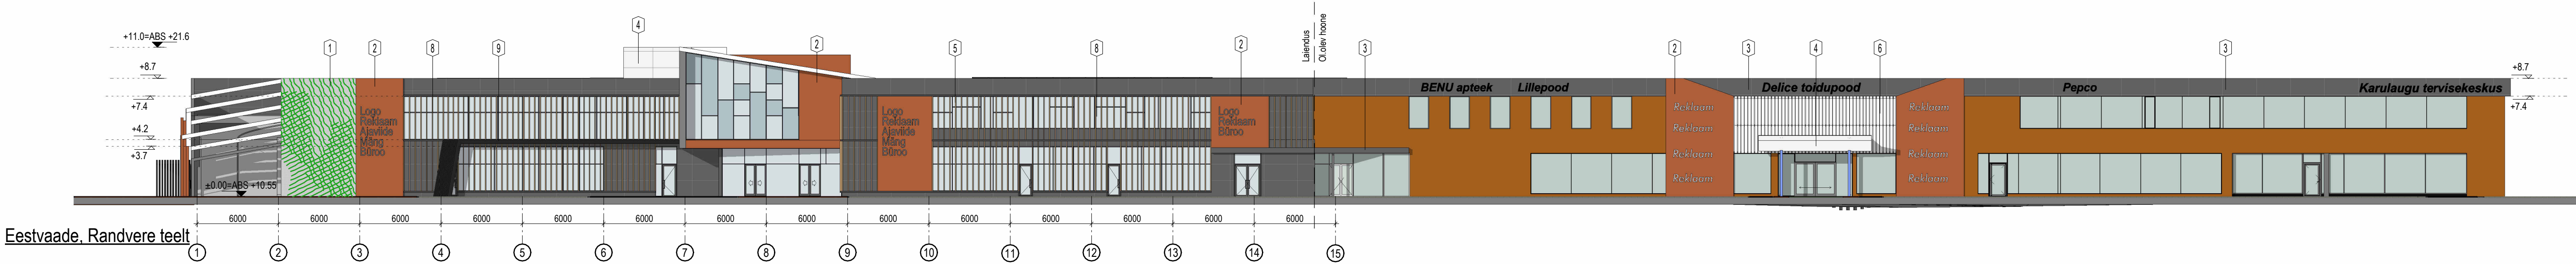 4
1
2
8
9
2
5
8
2
3
2
3
4
6
3
+11.0=ABS +21.6
+8.7
+7.4
+4.2
+3.7
±0.00=ABS +10.55
Logo
Reklaam
Ajaviide
Mäng
Büroo
Logo
Reklaam
Ajaviide
Mäng
Büroo
Logo
Reklaam
Büroo
Laiendus
Ol.olev hoone
BENU apteek
Lillepood
Reklaam
Reklaam
Reklaam
Reklaam
Delice toidupood
Reklaam
Reklaam
Reklaam
Reklaam
Pepco
Karulaugu tervisekeskus
+8.7
+7.4
6000 6000 6000 6000 6000 6000 6000 6000 6000 6000 6000 6000 6000 6000
Eestvaade, Randvere teelt
1 2 3 4 5 6 7 8 9 10 11 12 13 14 15